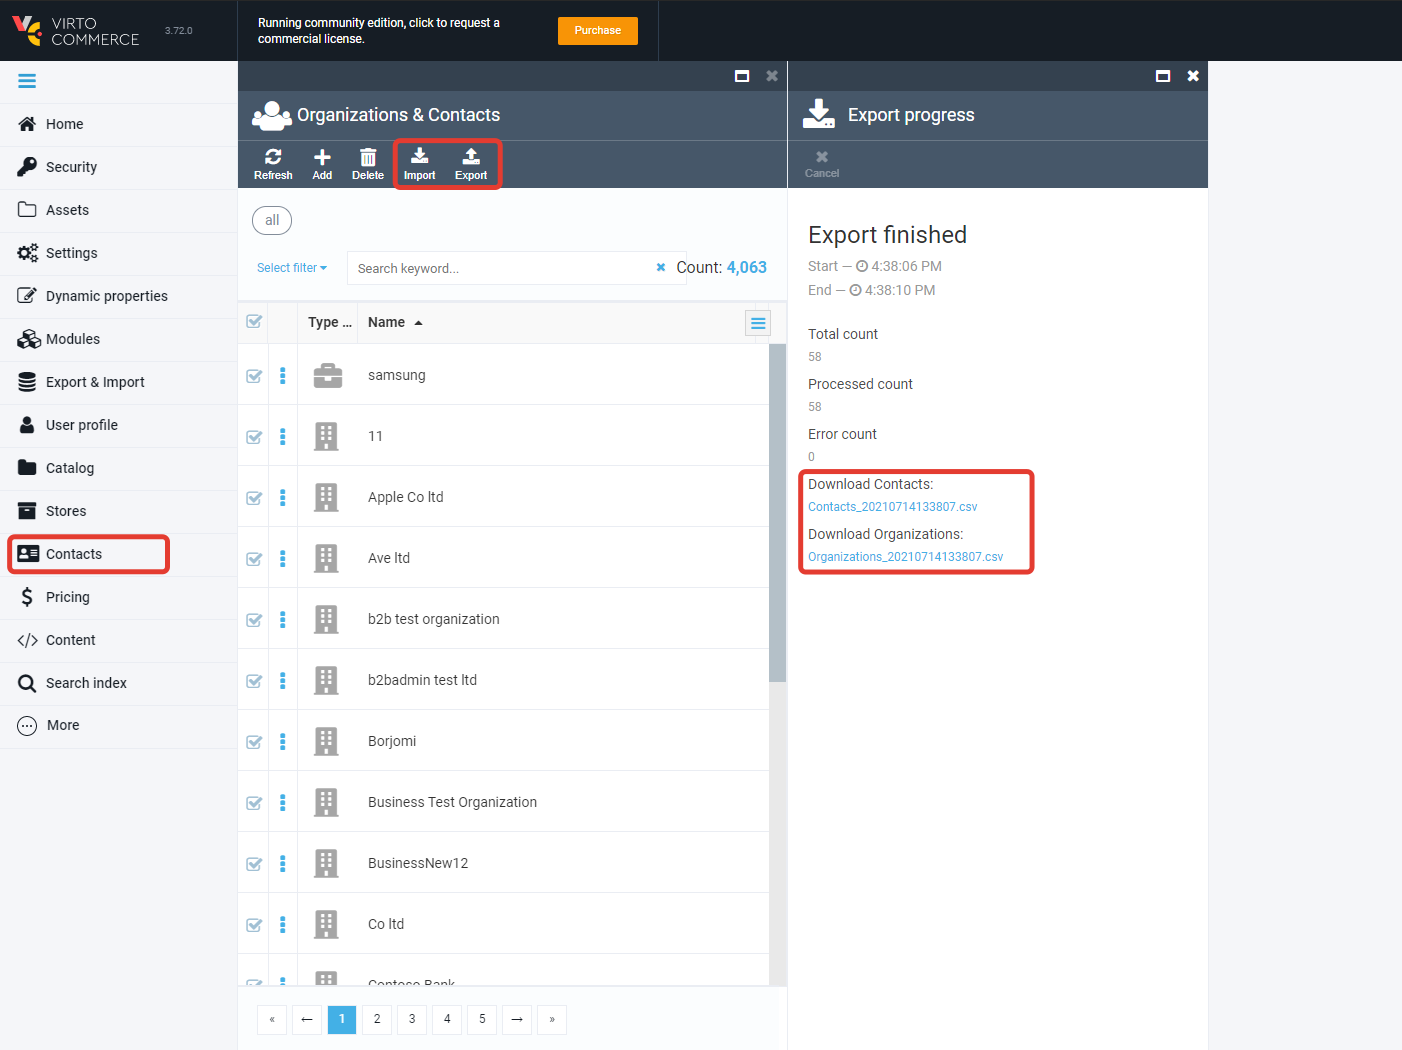 VIRTO
COMMERCE
3.72.0
Running community edition, click to request a
commercial license.
Purchase
Home
Security
Assets
Settings
Dynamic properties
Modules
Export & Import
User profile
Catalog
Stores
Contacts
Pricing
Content
Search index
More
Organizations & Contacts
Refresh
Add
Delete
Import
Export
all
Select filter
Search keyword...
Count: 4,063
Type ...
Name
samsung
11
Apple Co ltd
Ave ltd
b2b test organization
b2badmin test ltd
Borjomi
Business Test Organization
BusinessNew12
Co ltd
Contoso Bank
« ← 1 2 3 4 5 → »
Export progress
Cancel
Export finished
Start — 4:38:06 PM
End — 4:38:10 PM
Total count
58
Processed count
58
Error count
0
Download Contacts:
Contacts_20210714133807.csv
Download Organizations:
Organizations_20210714133807.csv